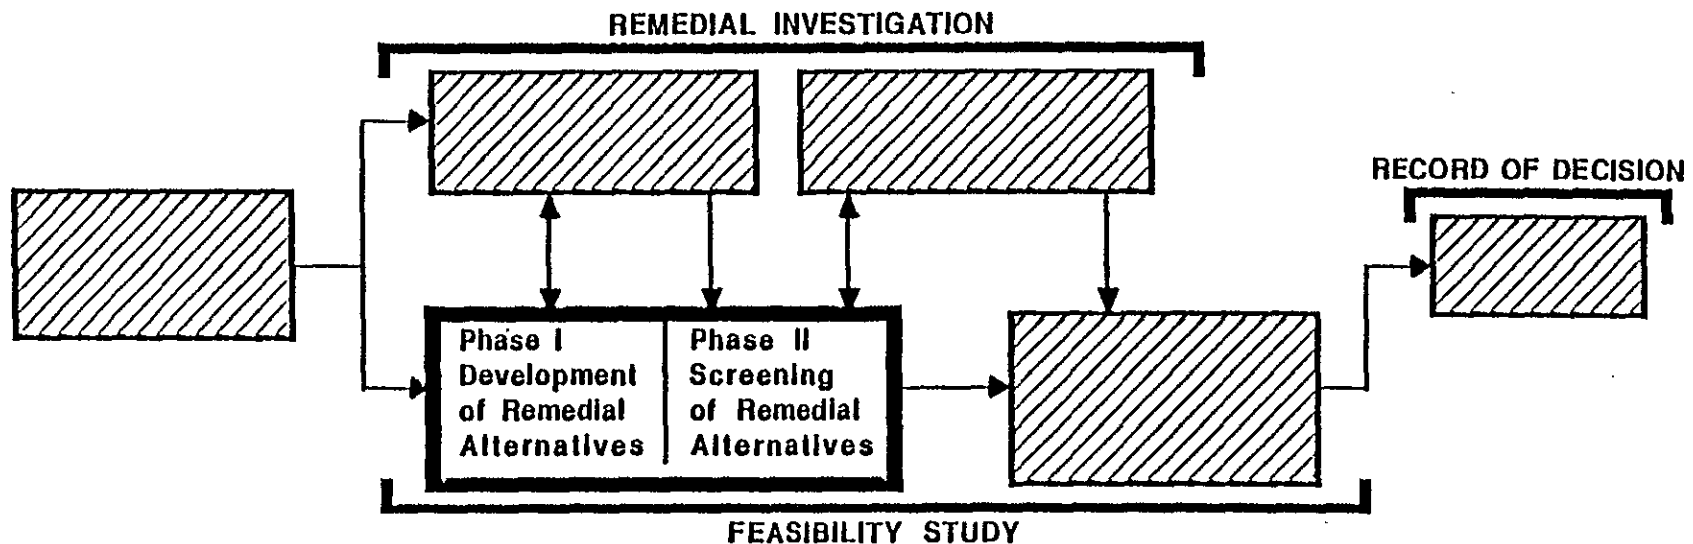 REMEDIAL INVESTIGATION
RECORD OF DECISION
Phase I
Development
of Remedial
Alternatives
Phase II
Screening
of Remedial
Alternatives
FEASIBILITY STUDY